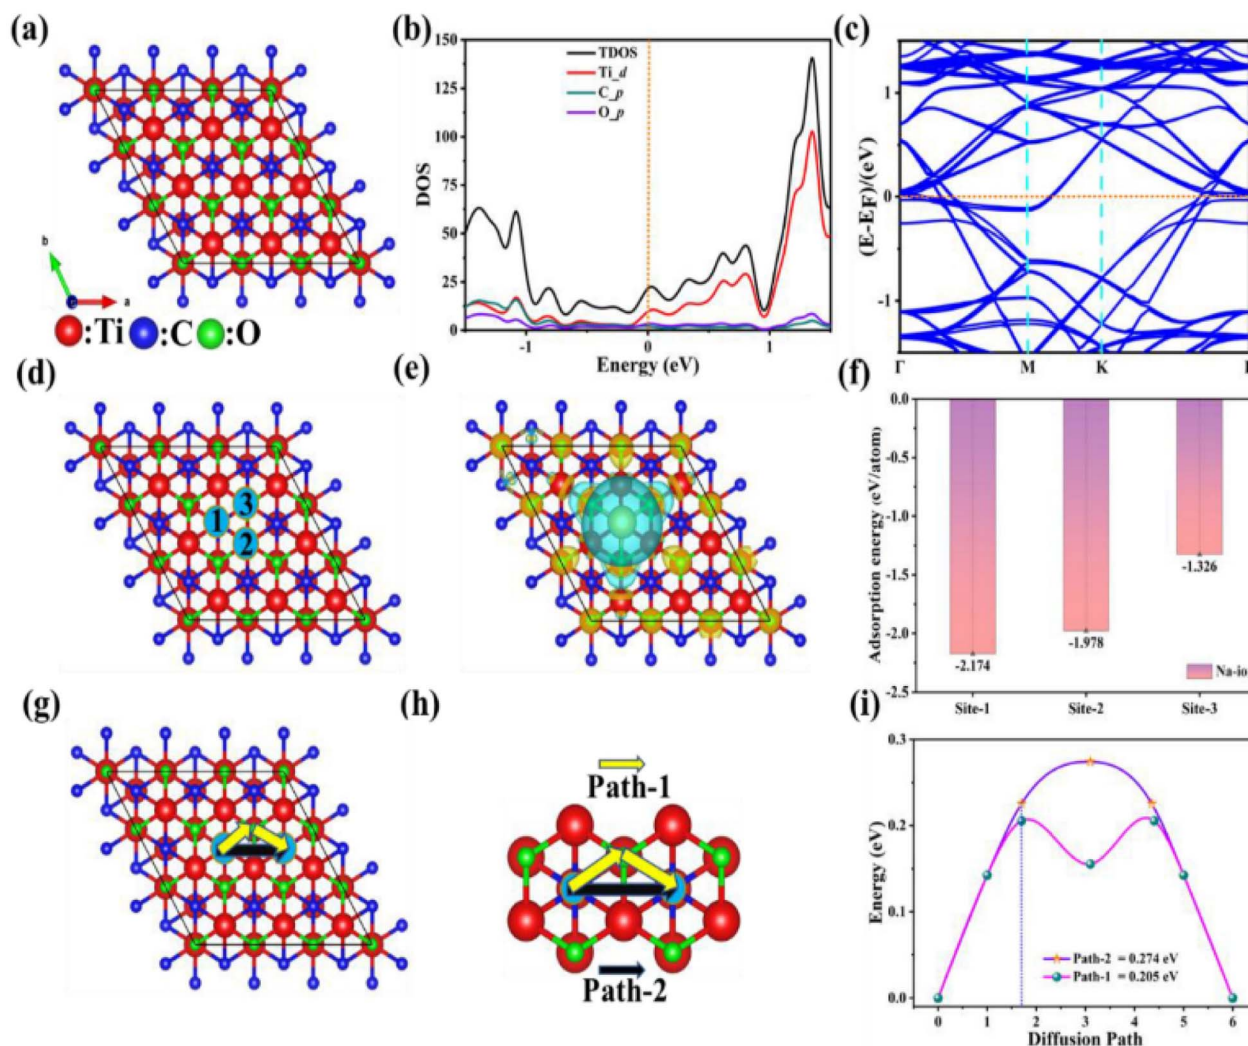 (a)
b
a
:Ti :C :O
(b)
150
125
100
75
50
25
0
DOS
TDOS
Ti_d
C_p
O_p
-1 0 1
Energy (eV)
(c)
1
0
-1
(E-EF)/(eV)
Γ M K
(d)
1
2
3
(e)
(f)
0.0
-0.5
-1.0
-1.5
-2.0
-2.5
Adsorption energy (eV/atom)
-2.174
-1.978
-1.326
Na-io
Site-1 Site-2 Site-3
(g)
(h)
Path-1
Path-2
(i)
0.3
0.2
0.1
0.0
Energy (eV)
Path-2 = 0.274 eV
Path-1 = 0.205 eV
0 1 2 3 4 5 6
Diffusion Path